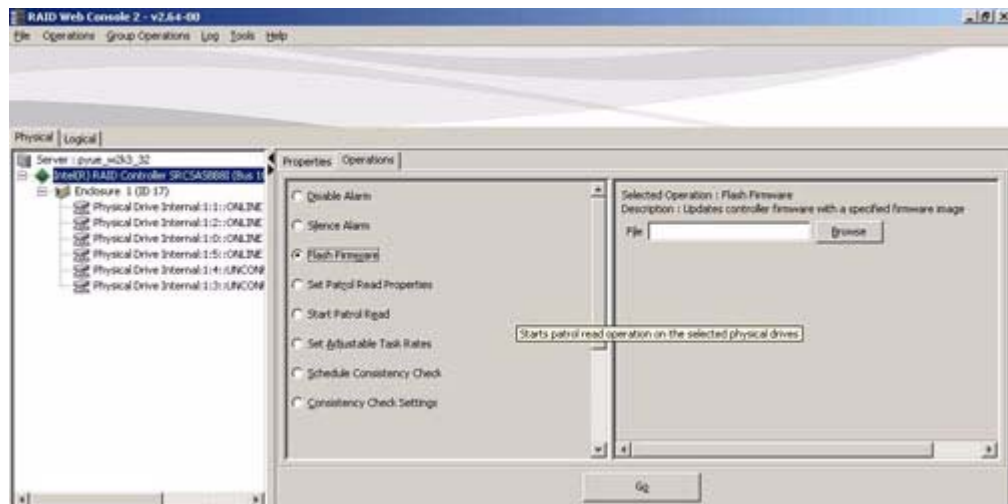 RAID Web Console 2 - v2.64-00
File Operations Group Operations Log Tools Help
Physical Logical
Server : pyue_w2k3_32
Intel(R) RAID Controller SRCSAS888I (Bus 1
Enclosure 1 (ID 17)
Physical Drive Internal:1:1::ONLINE
Physical Drive Internal:1:2::ONLINE
Physical Drive Internal:1:0::ONLINE
Physical Drive Internal:1:5::ONLINE
Physical Drive Internal:1:4::UNCONF
Physical Drive Internal:1:3::UNCONF
Properties Operations
Disable Alarm
Silence Alarm
Flash Firmware
Set Patrol Read Properties
Start Patrol Read
Set Adjustable Task Rates
Schedule Consistency Check
Consistency Check Settings
Selected Operation : Flash Firmware
Description : Updates controller firmware with a specified firmware image
File Browse
Starts patrol read operation on the selected physical drives
Go